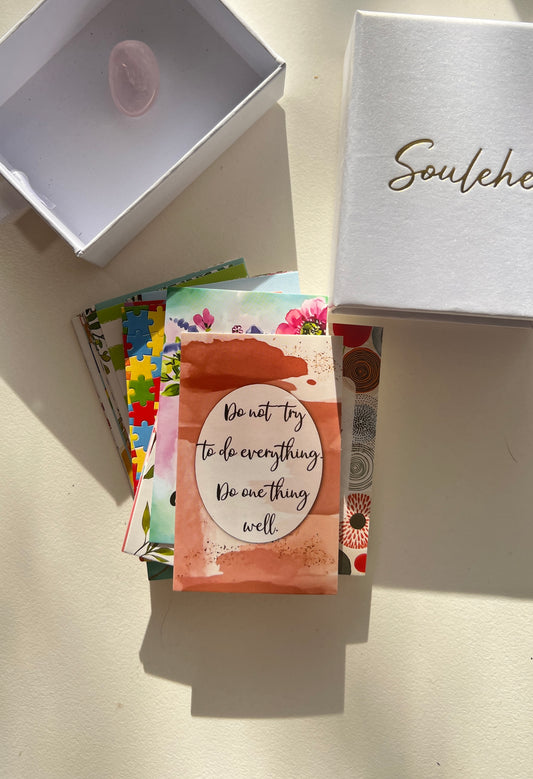 Soulehe
Do not try
to do everything.
Do one thing
well.